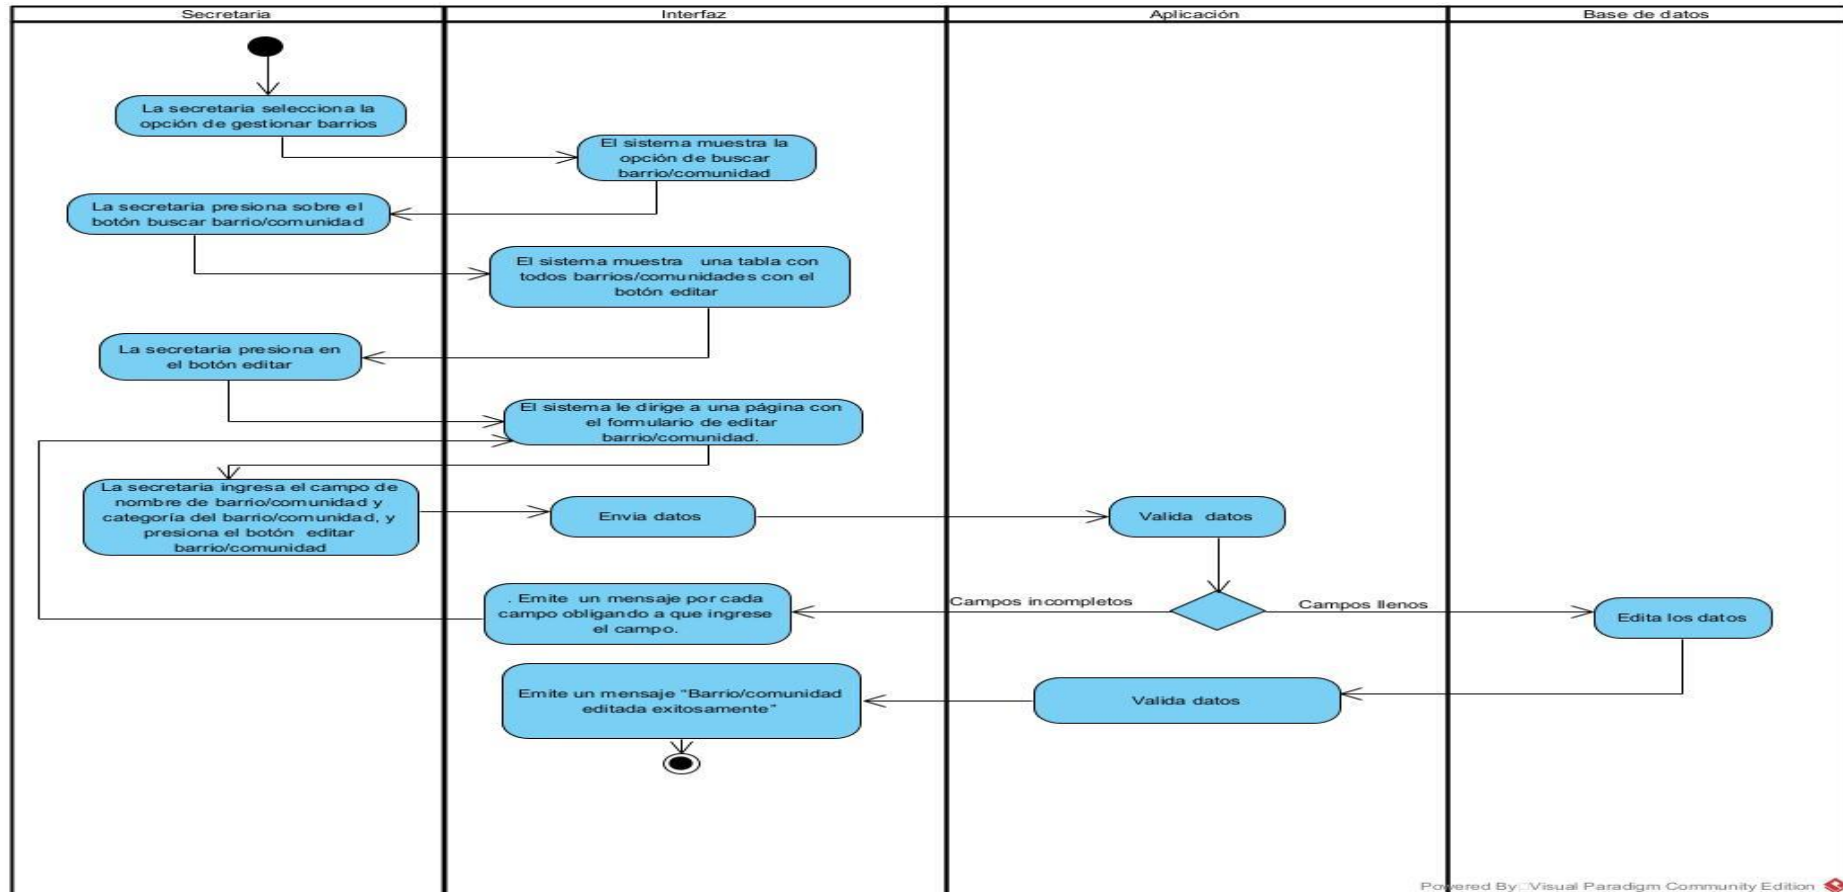 Secretaria
Interfaz
Aplicación
Base de datos
La secretaria selecciona la
opción de gestionar barrios
El sistema muestra la
opción de buscar
barrio/comunidad
La secretaria presiona sobre el
botón buscar barrio/comunidad
El sistema muestra una tabla con
todos barrios/comunidades con el
botón editar
La secretaria presiona en
el botón editar
El sistema le dirige a una página con
el formulario de editar
barrio/comunidad.
La secretaria ingresa el campo de
nombre de barrio/comunidad y
categoría del barrio/comunidad, y
presiona el botón editar
barrio/comunidad
Envia datos
Valida datos
Campos incompletos
Campos llenos
. Emite un mensaje por cada
campo obligando a que ingrese
el campo.
Edita los datos
Valida datos
Emite un mensaje "Barrio/comunidad
editada exitosamente"
Powered By Visual Paradigm Community Edition